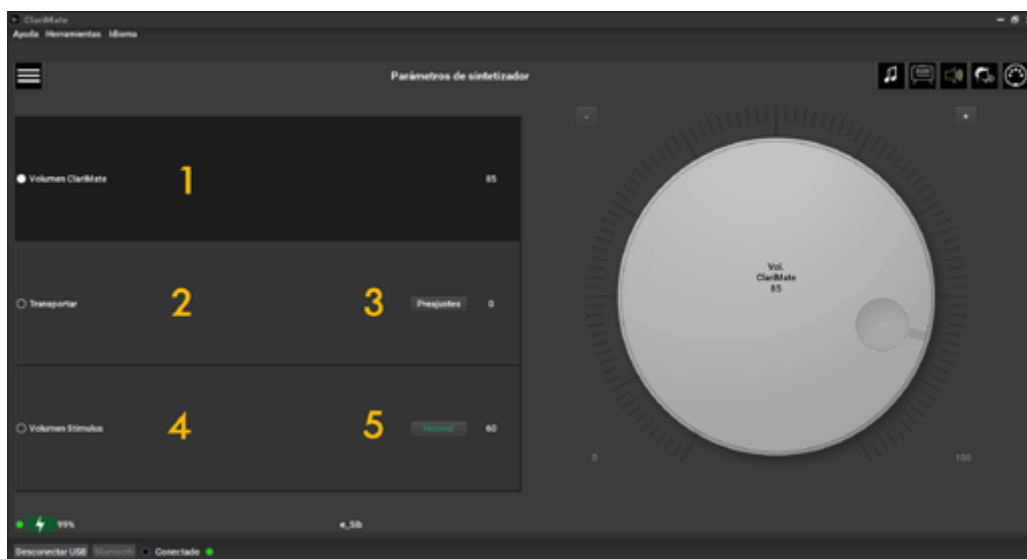 ClariMate
Ayuda Herramientas Idioma
Parámetros de sintetizador
- +
Volumen ClariMate 1 85
Vol.
ClariMate
85
Transportar 2 3 Preajustes 0
Volumen Stimulus 4 5 Normal 60
0 100
99% e_Sib
Desconectar USB Bluetooth Conectado